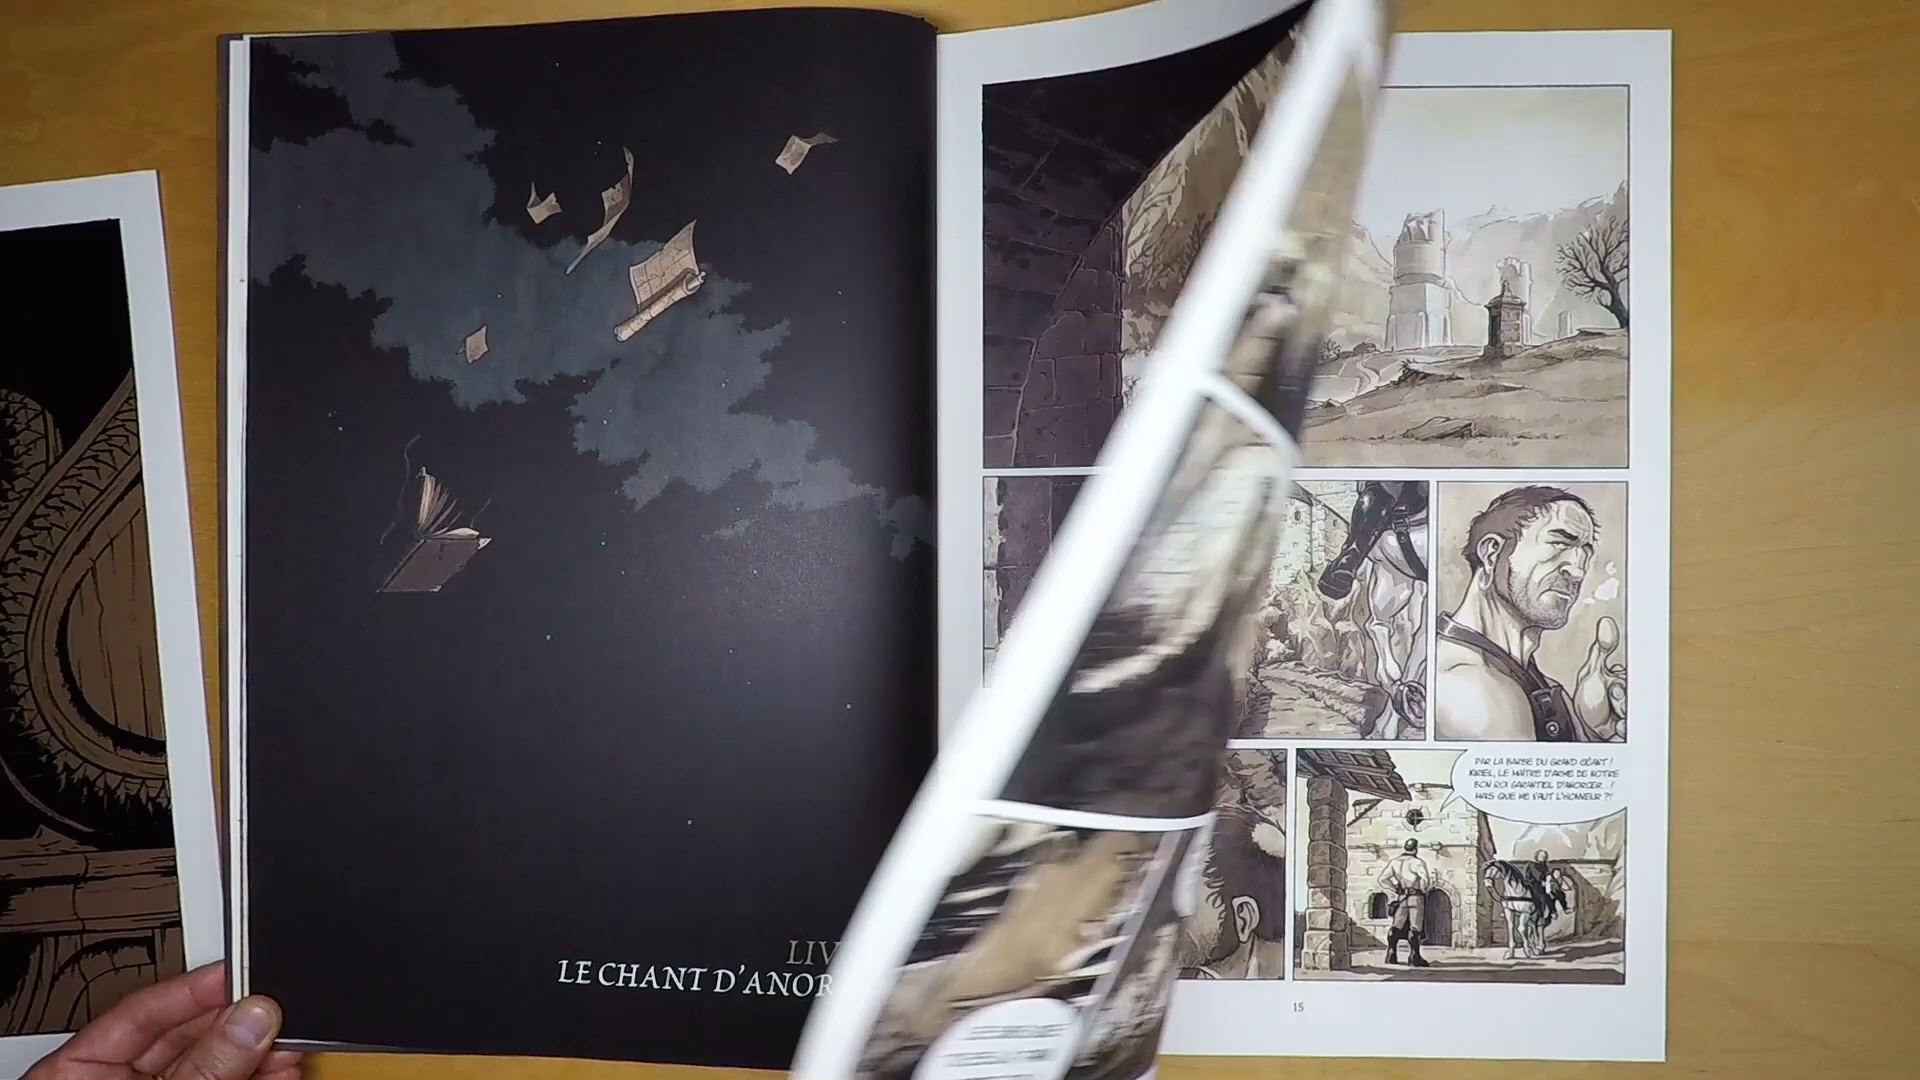 LIV
LE CHANT D'ANOR
PAR LA BARBE DU GRAND GÉANT !
KRIEL, LE MAÎTRE D'ARME DE NOTRE
BON ROI GARANTIEL D'ANORCER...!
MAIS QUE ME VAUT L'HONNEUR ?!
15